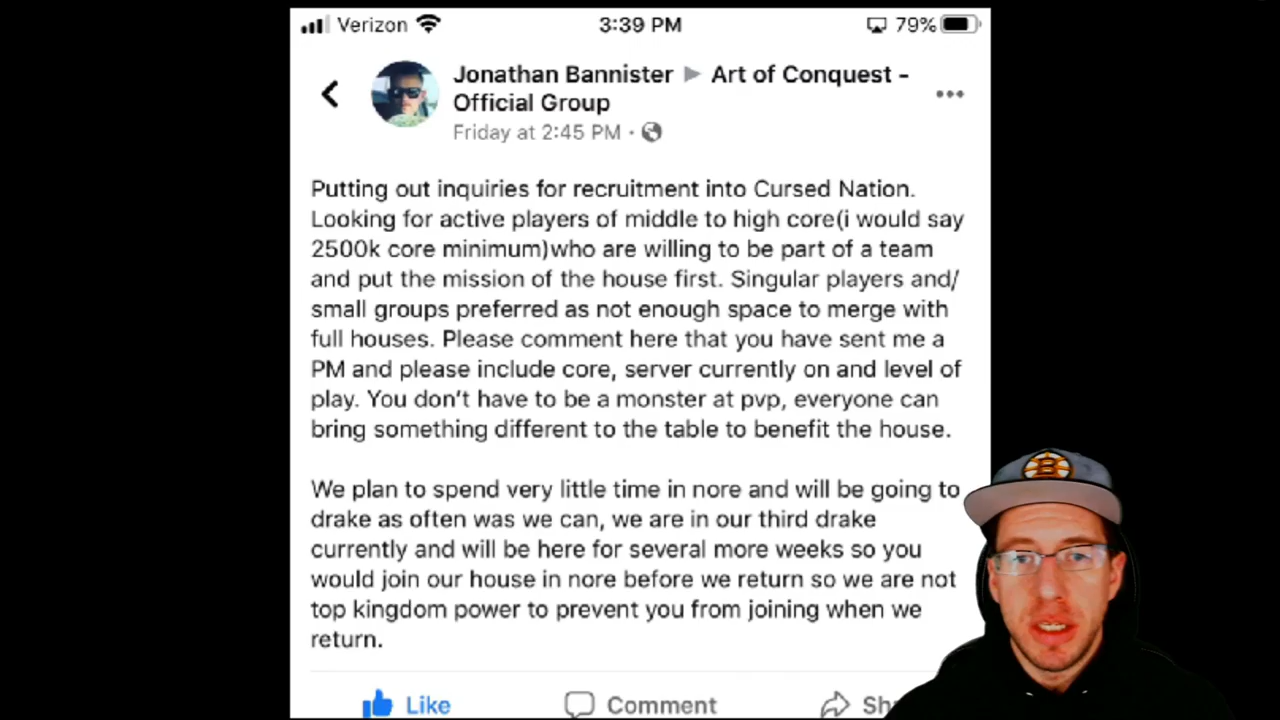 Verizon 3:39 PM 79%
Jonathan Bannister ▶ Art of Conquest -
Official Group
Friday at 2:45 PM ·
Putting out inquiries for recruitment into Cursed Nation.
Looking for active players of middle to high core(i would say
2500k core minimum)who are willing to be part of a team
and put the mission of the house first. Singular players and/
small groups preferred as not enough space to merge with
full houses. Please comment here that you have sent me a
PM and please include core, server currently on and level of
play. You don't have to be a monster at pvp, everyone can
bring something different to the table to benefit the house.
We plan to spend very little time in nore and will be going to
drake as often was we can, we are in our third drake
currently and will be here for several more weeks so you
would join our house in nore before we return so we are not
top kingdom power to prevent you from joining when we
return.
Like Comment
B